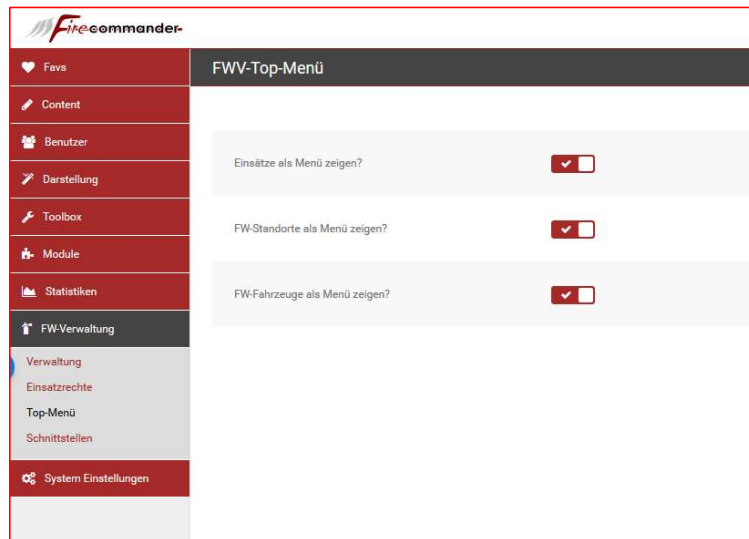 Firecommander
Favs
Content
Benutzer
Darstellung
Toolbox
Module
Statistiken
FW-Verwaltung
Verwaltung
Einsatzrechte
Top-Menü
Schnittstellen
System Einstellungen
FWV-Top-Menü
Einsätze als Menü zeigen?
FW-Standorte als Menü zeigen?
FW-Fahrzeuge als Menü zeigen?